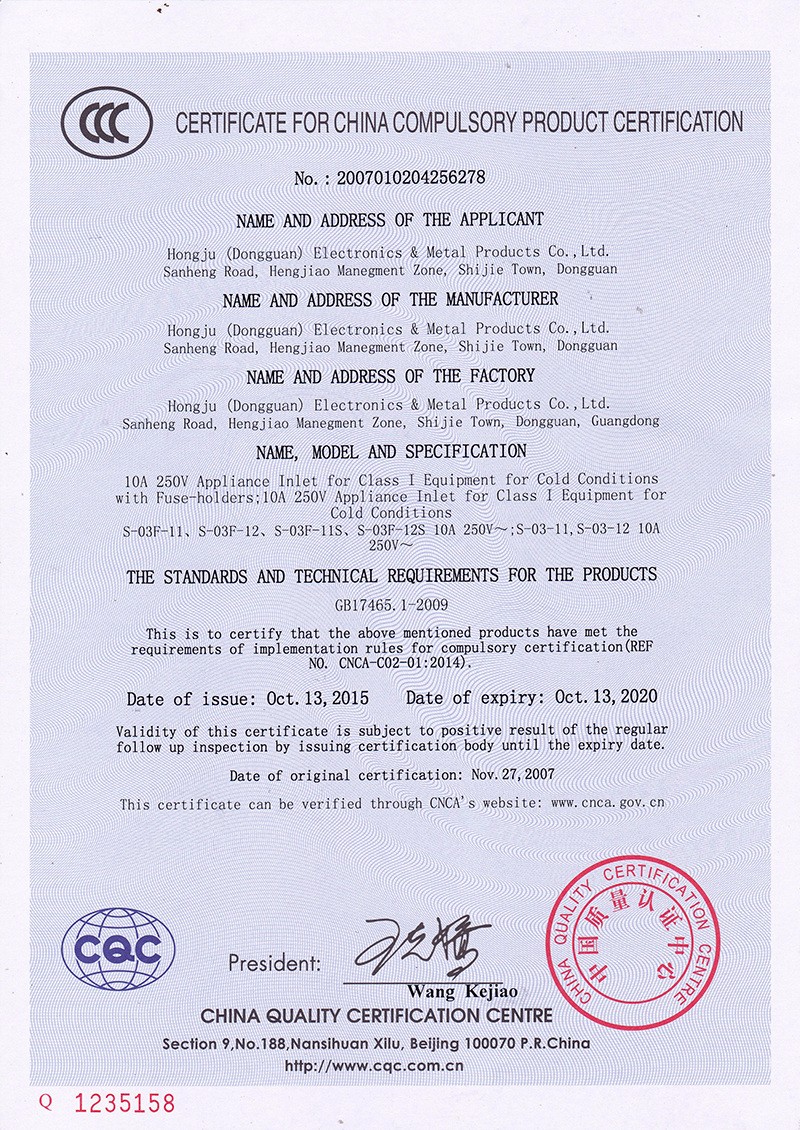 CCC
CERTIFICATE FOR CHINA COMPULSORY PRODUCT CERTIFICATION
No.: 2007010204256278
NAME AND ADDRESS OF THE APPLICANT
Hongju (Dongguan) Electronics & Metal Products Co.,Ltd.
Sanheng Road, Hengjiao Manegment Zone, Shijie Town, Dongguan
NAME AND ADDRESS OF THE MANUFACTURER
Hongju (Dongguan) Electronics & Metal Products Co.,Ltd.
Sanheng Road, Hengjiao Manegment Zone, Shijie Town, Dongguan
NAME AND ADDRESS OF THE FACTORY
Hongju (Dongguan) Electronics & Metal Products Co.,Ltd.
Sanheng Road, Hengjiao Manegment Zone, Shijie Town, Dongguan, Guangdong
NAME, MODEL AND SPECIFICATION
10A 250V Appliance Inlet for Class I Equipment for Cold Conditions
with Fuse-holders;10A 250V Appliance Inlet for Class I Equipment for
Cold Conditions
S-03F-11、S-03F-12、S-03F-11S、S-03F-12S 10A 250V～;S-03-11,S-03-12 10A
250V～
THE STANDARDS AND TECHNICAL REQUIREMENTS FOR THE PRODUCTS
GB17465.1-2009
This is to certify that the above mentioned products have met the
requirements of implementation rules for compulsory certification(REF
NO. CNCA-C02-01:2014).
Date of issue: Oct.13,2015 Date of expiry: Oct.13,2020
Validity of this certificate is subject to positive result of the regular
follow up inspection by issuing certification body until the expiry date.
Date of original certification: Nov.27,2007
This certificate can be verified through CNCA's website: www.cnca.gov.cn
CQC
President:
王克娇
Wang Kejiao
CHINA QUALITY CERTIFICATION CENTRE
中国质量认证中心
CHINA QUALITY CERTIFICATION CENTRE
Section 9,No.188,Nansihuan Xilu, Beijing 100070 P.R.China
http://www.cqc.com.cn
Q 1235158